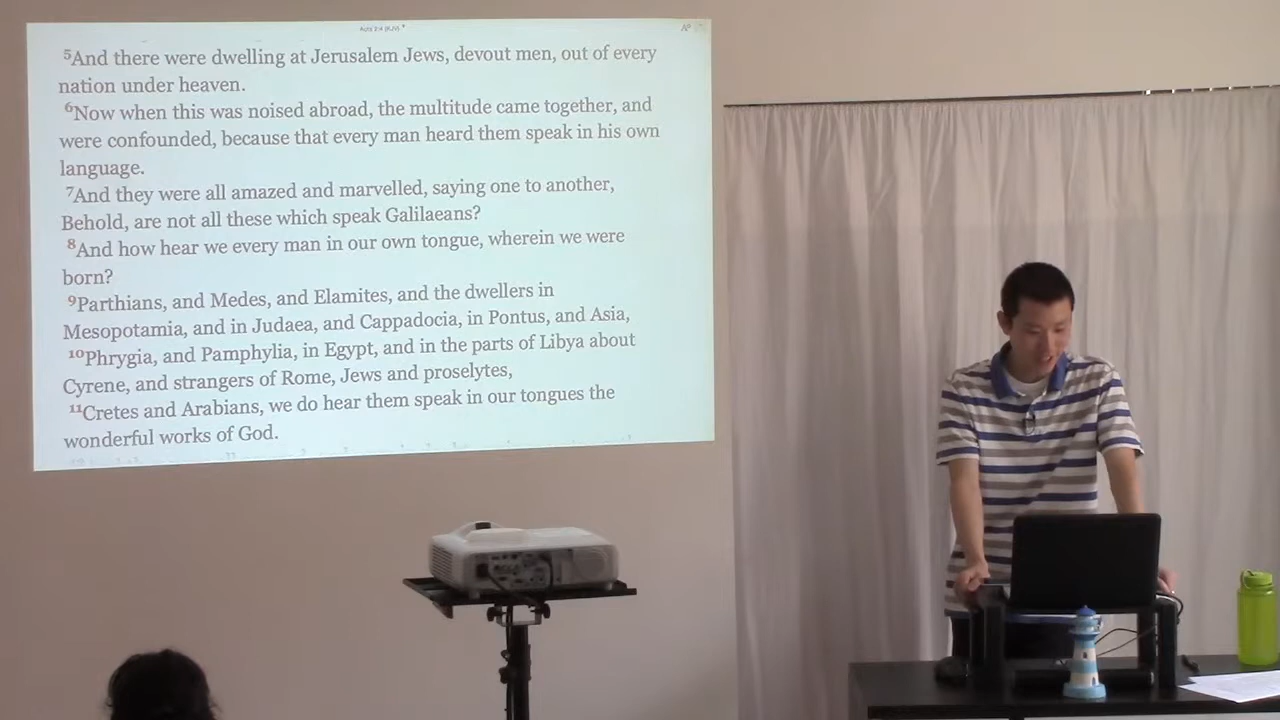 Acts 2:4 (KJV)
⁵And there were dwelling at Jerusalem Jews, devout men, out of every
nation under heaven.
⁶Now when this was noised abroad, the multitude came together, and
were confounded, because that every man heard them speak in his own
language.
⁷And they were all amazed and marvelled, saying one to another,
Behold, are not all these which speak Galilaeans?
⁸And how hear we every man in our own tongue, wherein we were
born?
⁹Parthians, and Medes, and Elamites, and the dwellers in
Mesopotamia, and in Judaea, and Cappadocia, in Pontus, and Asia,
¹⁰Phrygia, and Pamphylia, in Egypt, and in the parts of Libya about
Cyrene, and strangers of Rome, Jews and proselytes,
¹¹Cretes and Arabians, we do hear them speak in our tongues the
wonderful works of God.